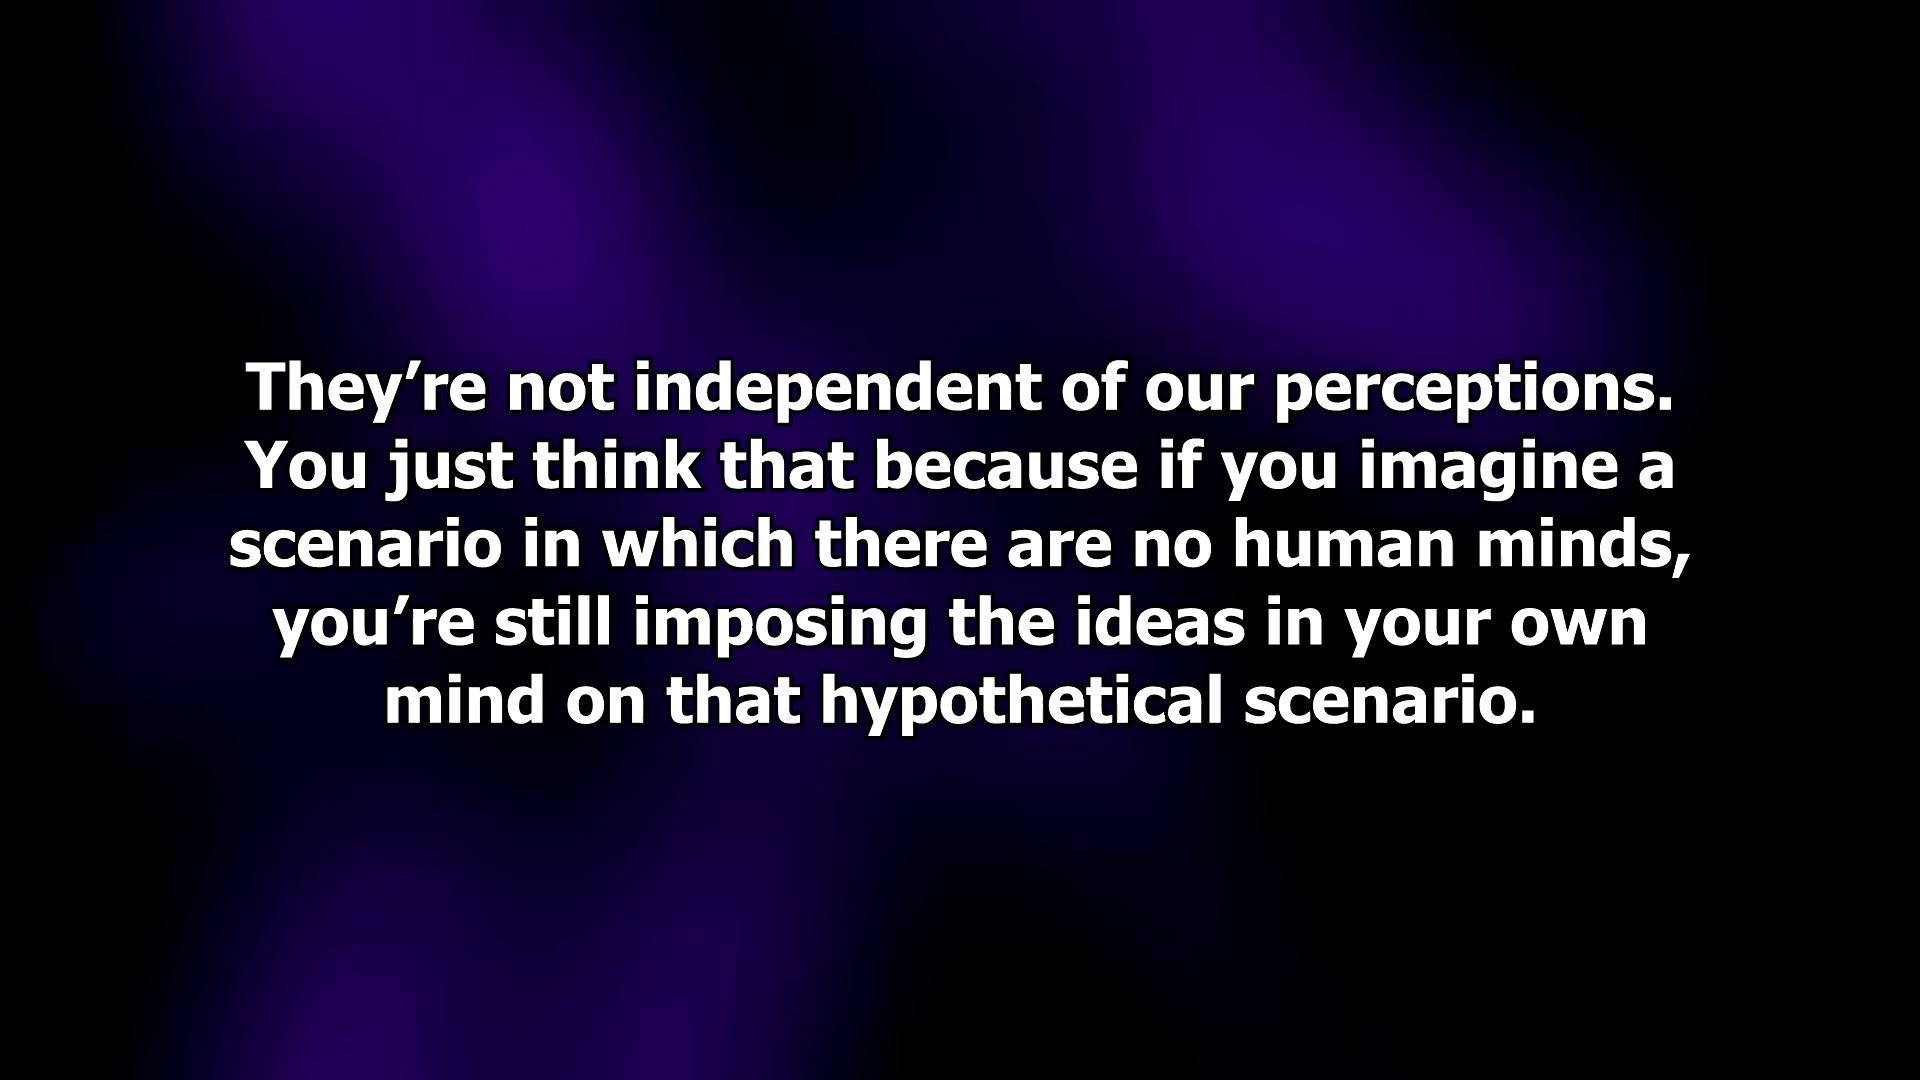 They’re not independent of our perceptions.
You just think that because if you imagine a
scenario in which there are no human minds,
you’re still imposing the ideas in your own
mind on that hypothetical scenario.